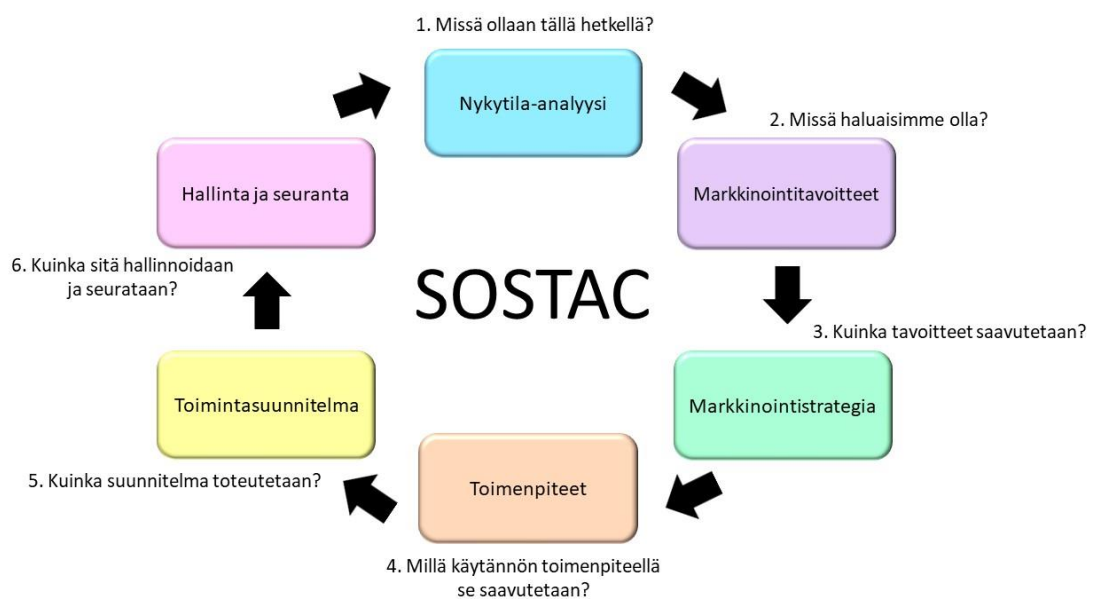 1. Missä ollaan tällä hetkellä?
Nykytila-analyysi
2. Missä haluaisimme olla?
Markkinointitavoitteet
3. Kuinka tavoitteet saavutetaan?
Markkinointistrategia
4. Millä käytännön toimenpiteellä
se saavutetaan?
Toimenpiteet
5. Kuinka suunnitelma toteutetaan?
Toimintasuunnitelma
6. Kuinka sitä hallinnoidaan
ja seurataan?
Hallinta ja seuranta
SOSTAC